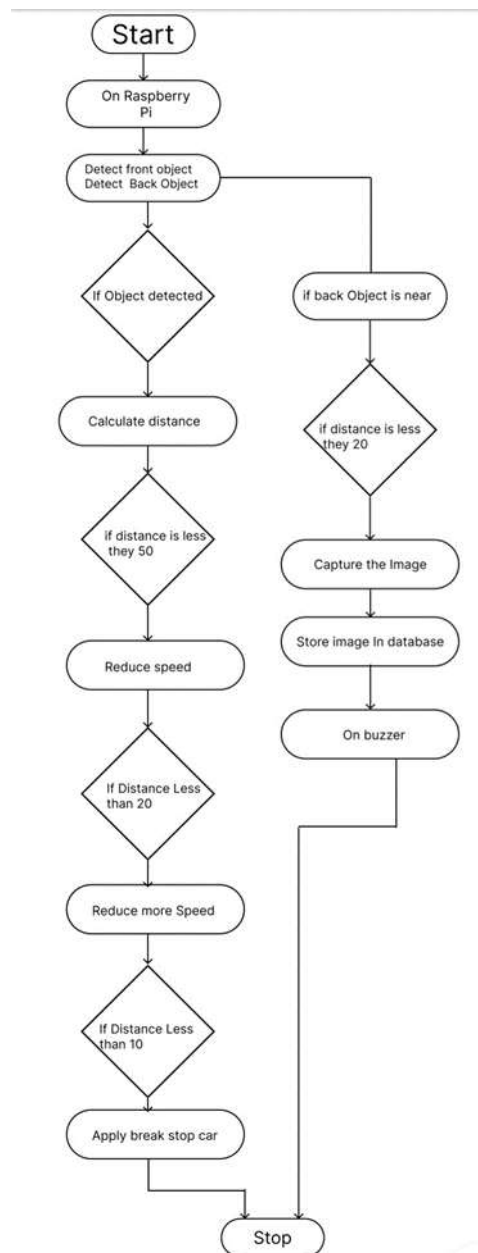 Start
On Raspberry
Pi
Detect front object
Detect Back Object
If Object detected
if back Object is near
Calculate distance
if distance is less
they 20
if distance is less
they 50
Capture the Image
Store image In database
Reduce speed
On buzzer
If Distance Less
than 20
Reduce more Speed
If Distance Less
than 10
Apply break stop car
Stop